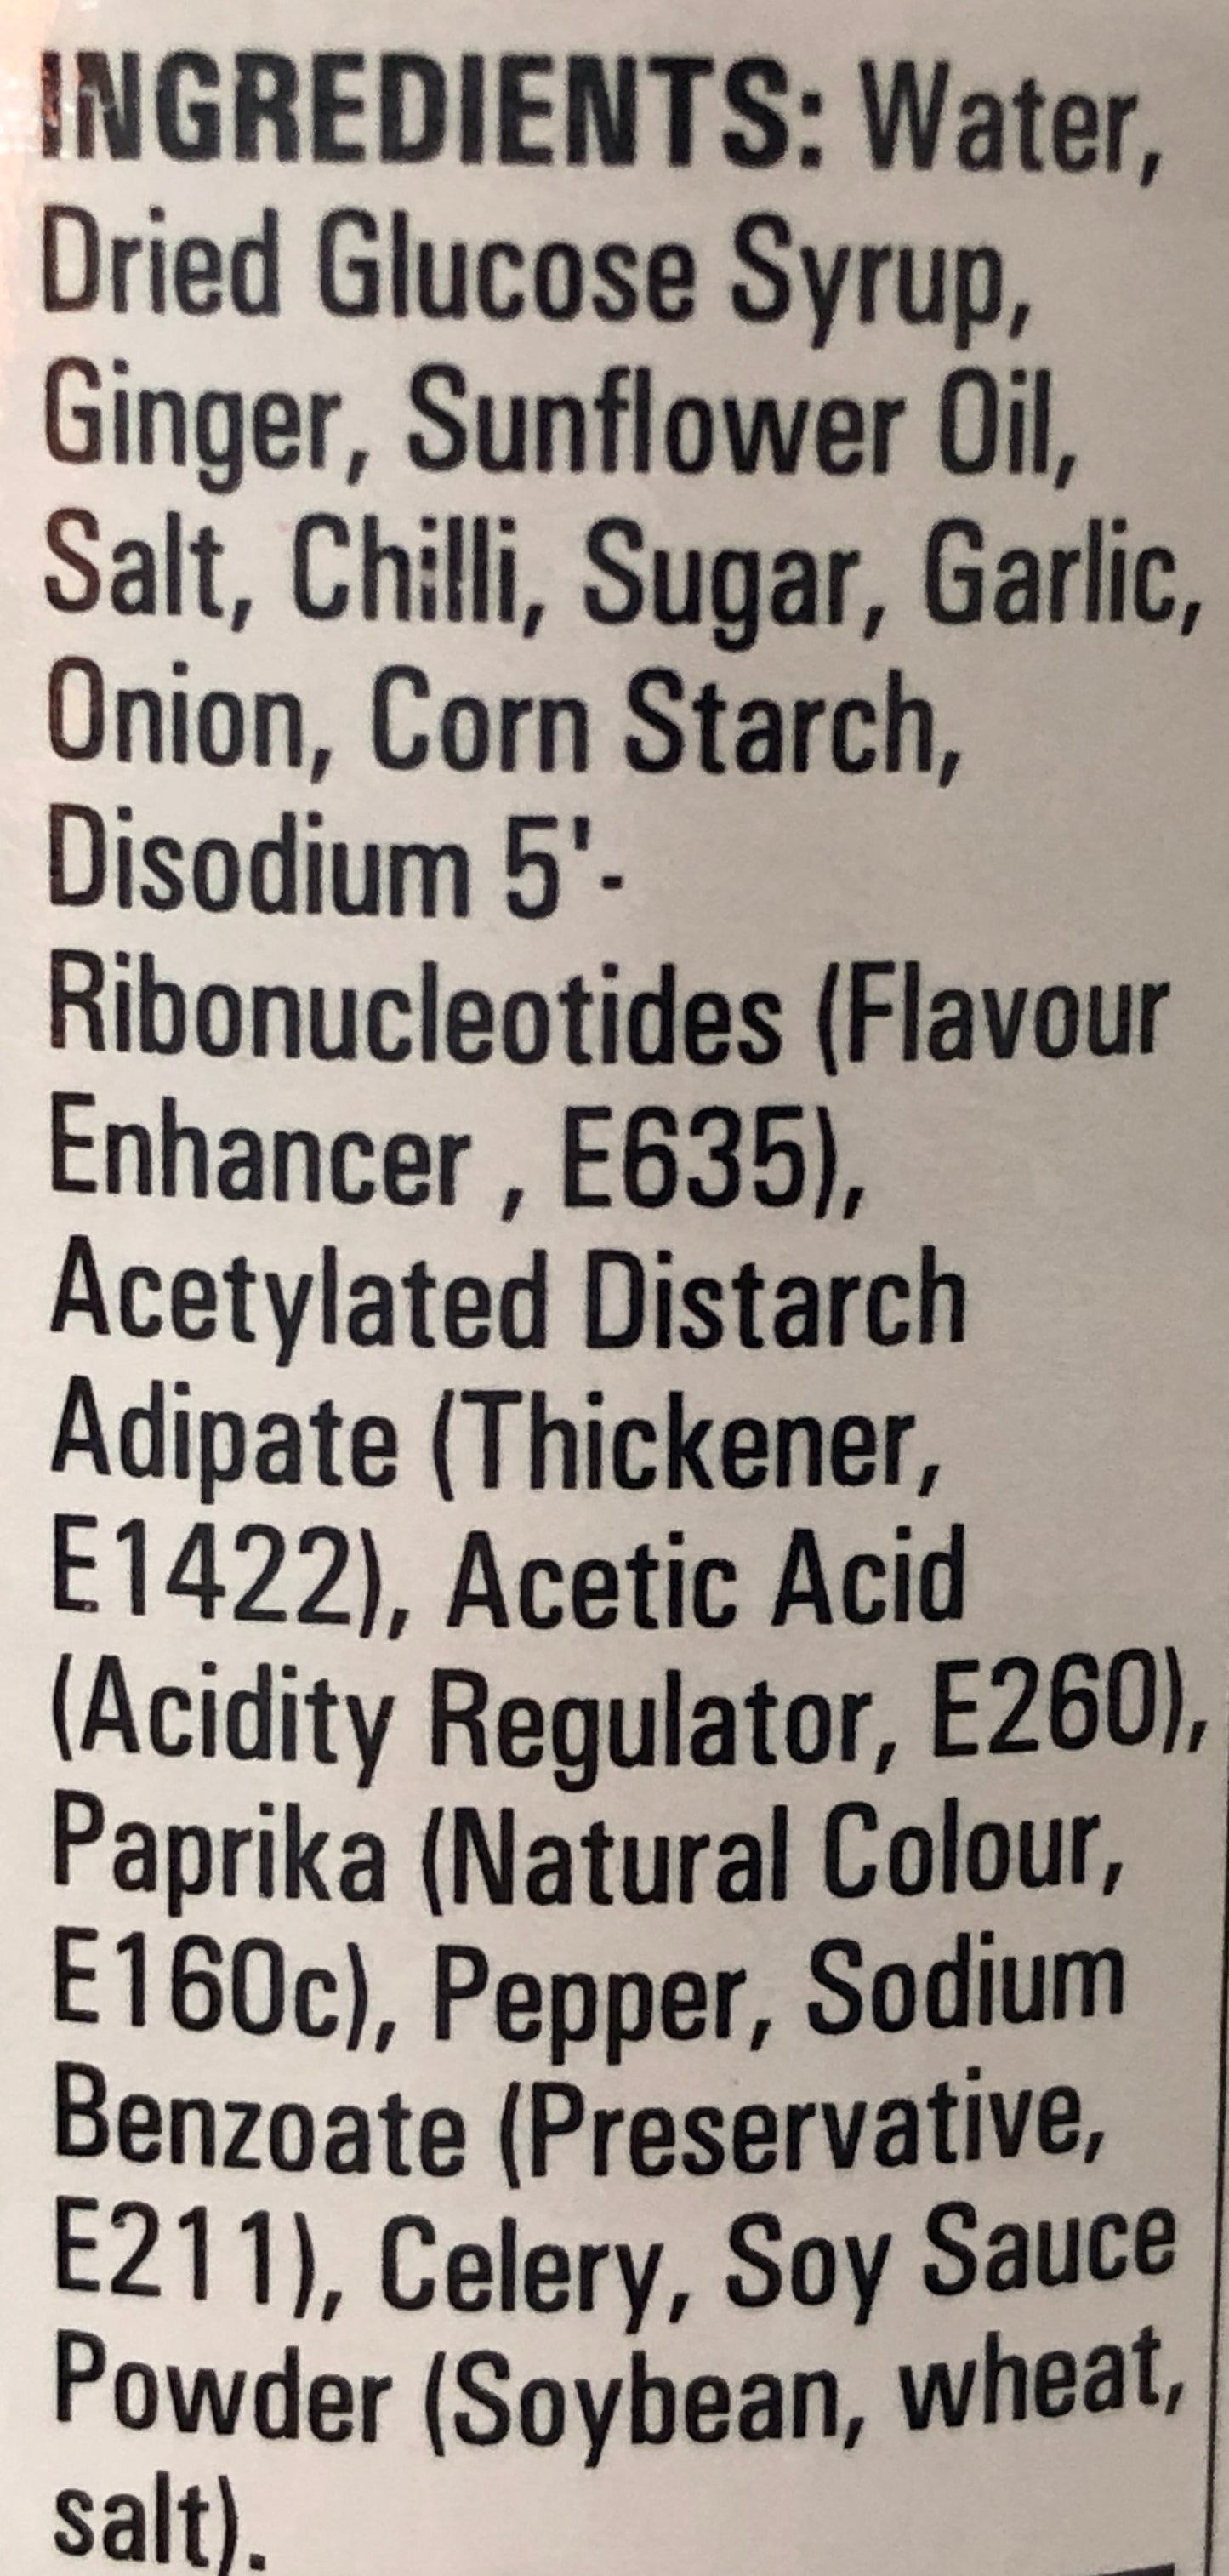 INGREDIENTS: Water,
Dried Glucose Syrup,
Ginger, Sunflower Oil,
Salt, Chilli, Sugar, Garlic,
Onion, Corn Starch,
Disodium 5'-
Ribonucleotides (Flavour
Enhancer , E635),
Acetylated Distarch
Adipate (Thickener,
E1422), Acetic Acid
(Acidity Regulator, E260),
Paprika (Natural Colour,
E160c), Pepper, Sodium
Benzoate (Preservative,
E211), Celery, Soy Sauce
Powder (Soybean, wheat,
salt).